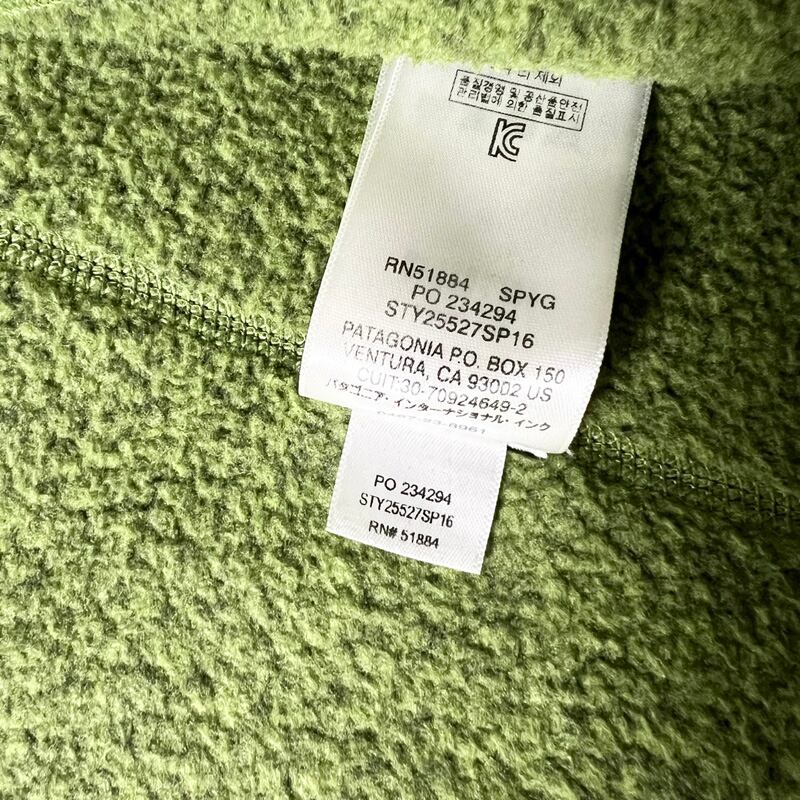 제외
품질경영 및 공산품안전
관리법에 의한 품질표시
RN51884 SPYG
PO 234294
STY25527SP16
PATAGONIA P.O. BOX 150
VENTURA, CA 93002 US
CUIT:30-70924649-2
パタゴニア・インターナショナル・インク
PO 234294
STY25527SP16
RN# 51884